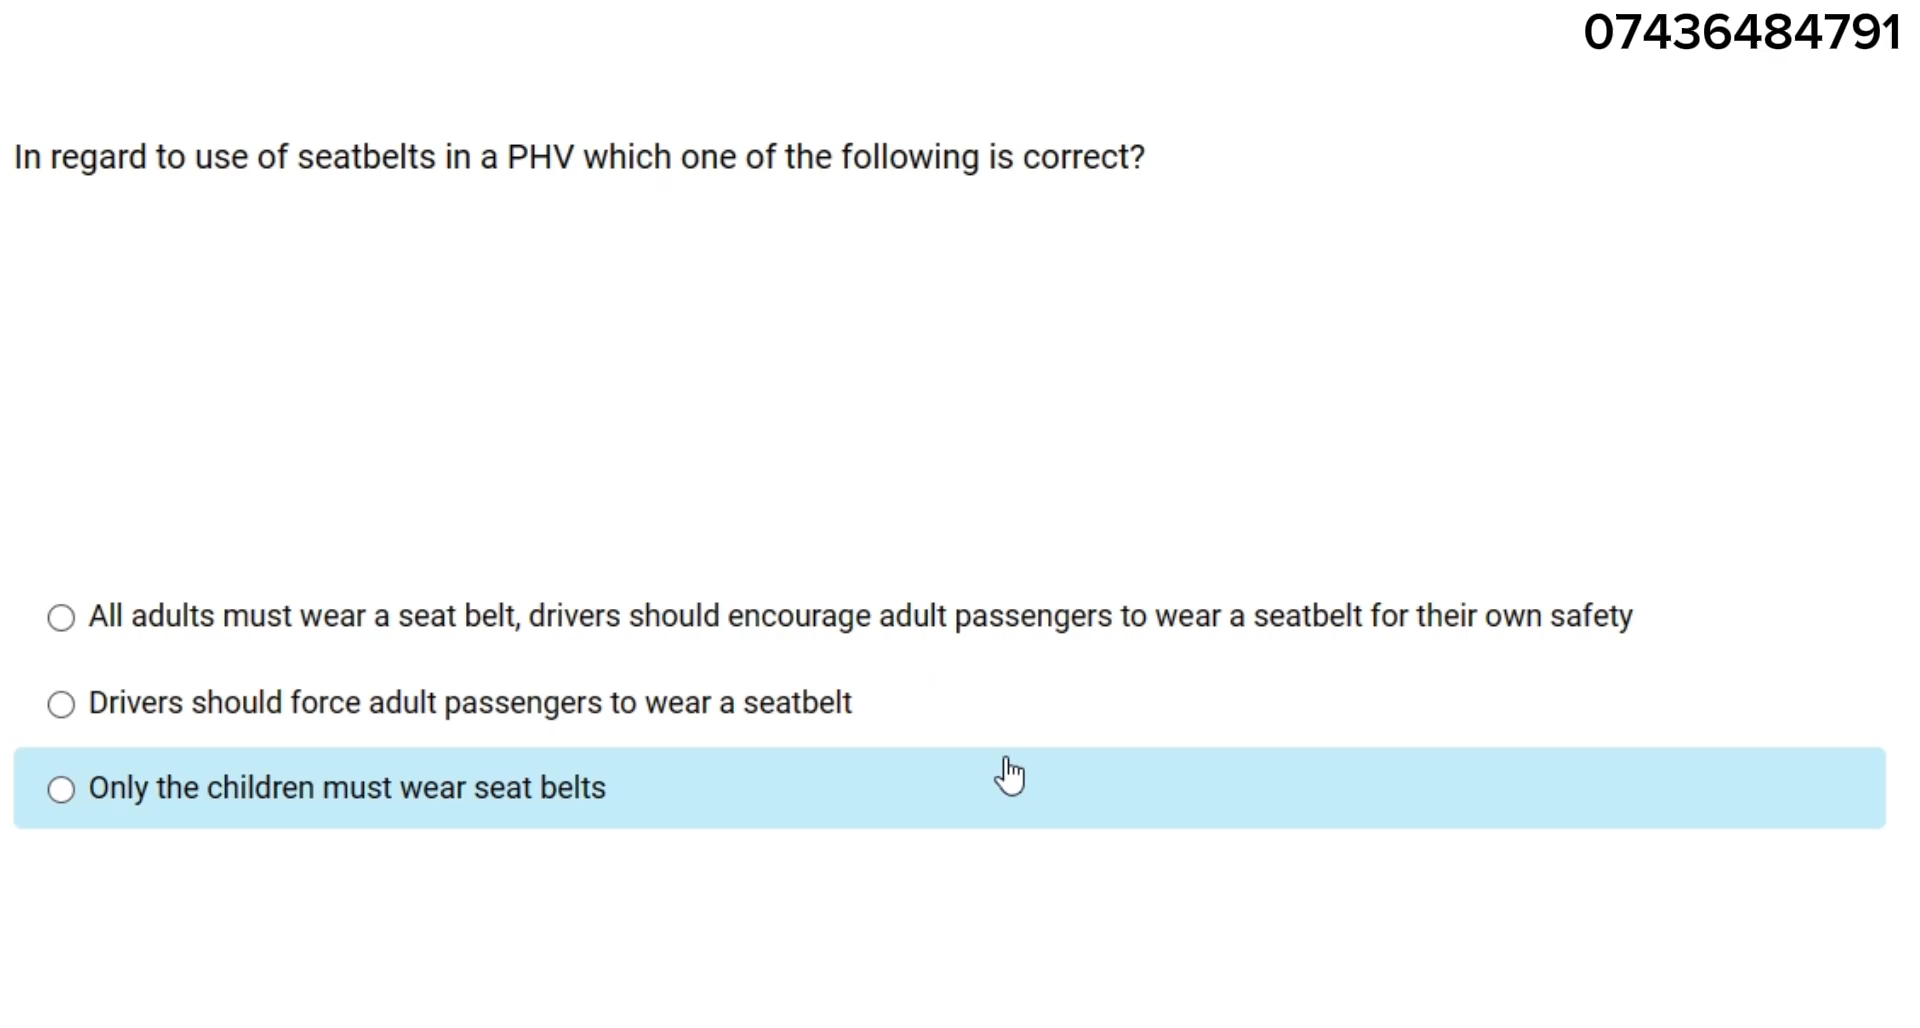 07436484791
In regard to use of seatbelts in a PHV which one of the following is correct?
All adults must wear a seat belt, drivers should encourage adult passengers to wear a seatbelt for their own safety
Drivers should force adult passengers to wear a seatbelt
Only the children must wear seat belts